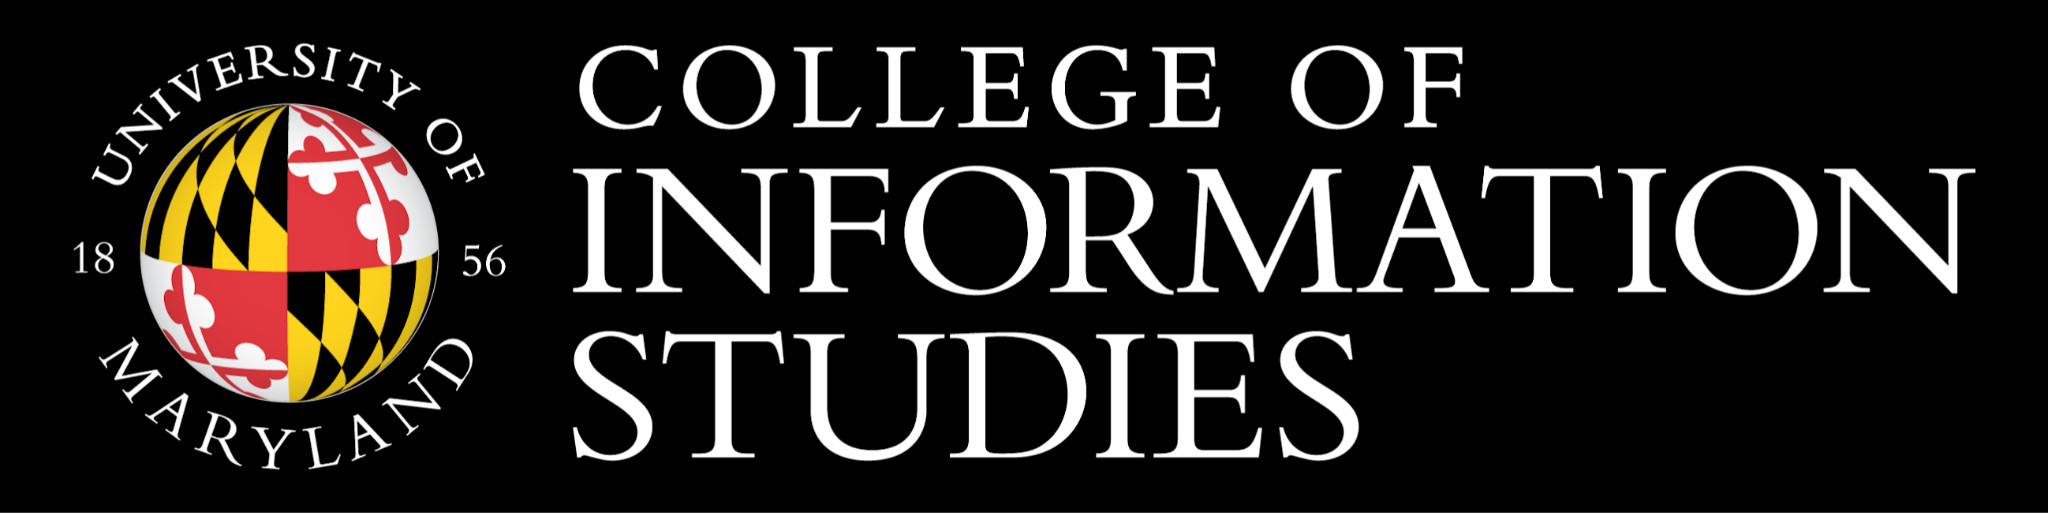 UNIVERSITY OF
18 56
MARYLAND
COLLEGE OF
INFORMATION
STUDIES